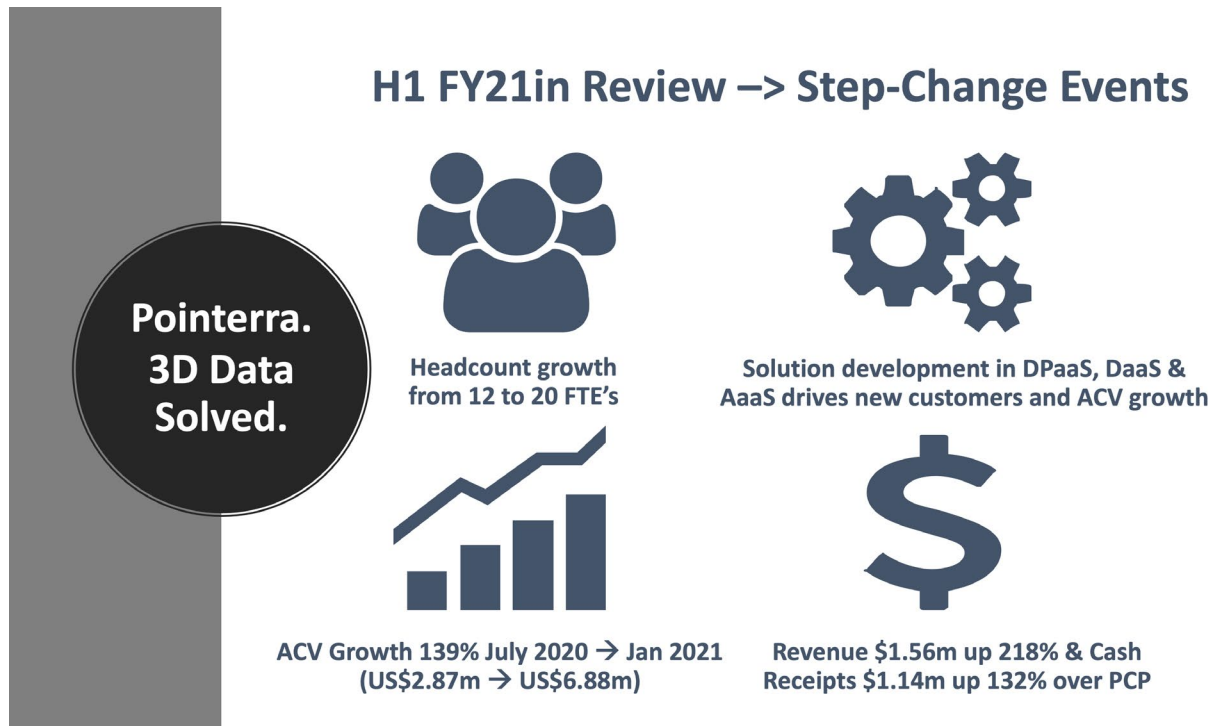 H1 FY21in Review –> Step-Change Events
Pointerra.
3D Data
Solved.
Headcount growth
from 12 to 20 FTE’s
Solution development in DPaaS, DaaS &
AaaS drives new customers and ACV growth
ACV Growth 139% July 2020 → Jan 2021
(US$2.87m → US$6.88m)
Revenue $1.56m up 218% & Cash
Receipts $1.14m up 132% over PCP